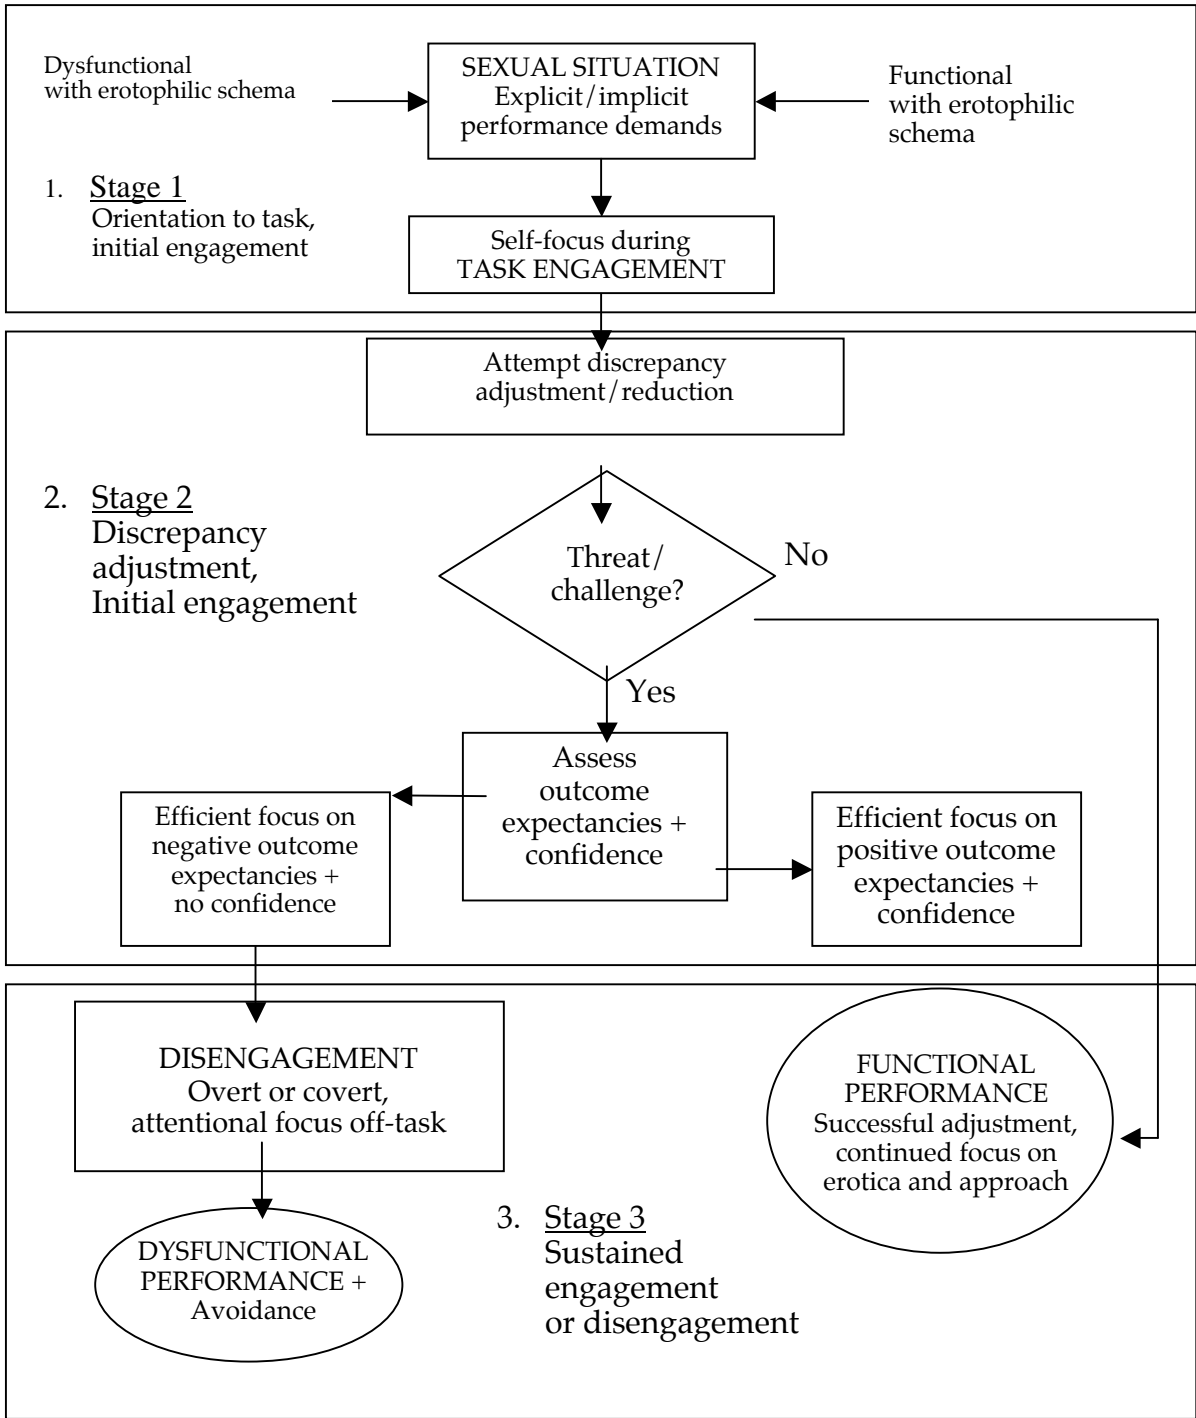 Dysfunctional
with erotophilic schema
SEXUAL SITUATION
Explicit/implicit
performance demands
Functional
with erotophilic
schema
1. Stage 1
Orientation to task,
initial engagement
Self-focus during
TASK ENGAGEMENT
Attempt discrepancy
adjustment/reduction
2. Stage 2
Discrepancy
adjustment,
Initial engagement
Threat/
challenge?
No
Yes
Assess
outcome
expectancies +
confidence
Efficient focus on
negative outcome
expectancies +
no confidence
Efficient focus on
positive outcome
expectancies +
confidence
DISENGAGEMENT
Overt or covert,
attentional focus off-task
FUNCTIONAL
PERFORMANCE
Successful adjustment,
continued focus on
erotica and approach
DYSFUNCTIONAL
PERFORMANCE +
Avoidance
3. Stage 3
Sustained
engagement
or disengagement